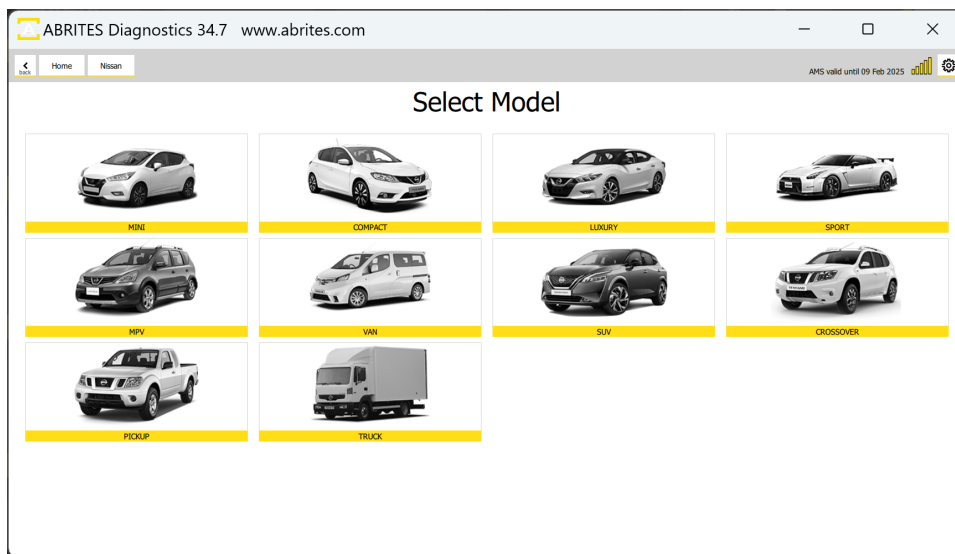 ABRITES Diagnostics 34.7 www.abrites.com
back Home Nissan AMS valid until 09 Feb 2025
Select Model
MINI COMPACT LUXURY SPORT
MPV VAN SUV CROSSOVER
PICKUP TRUCK